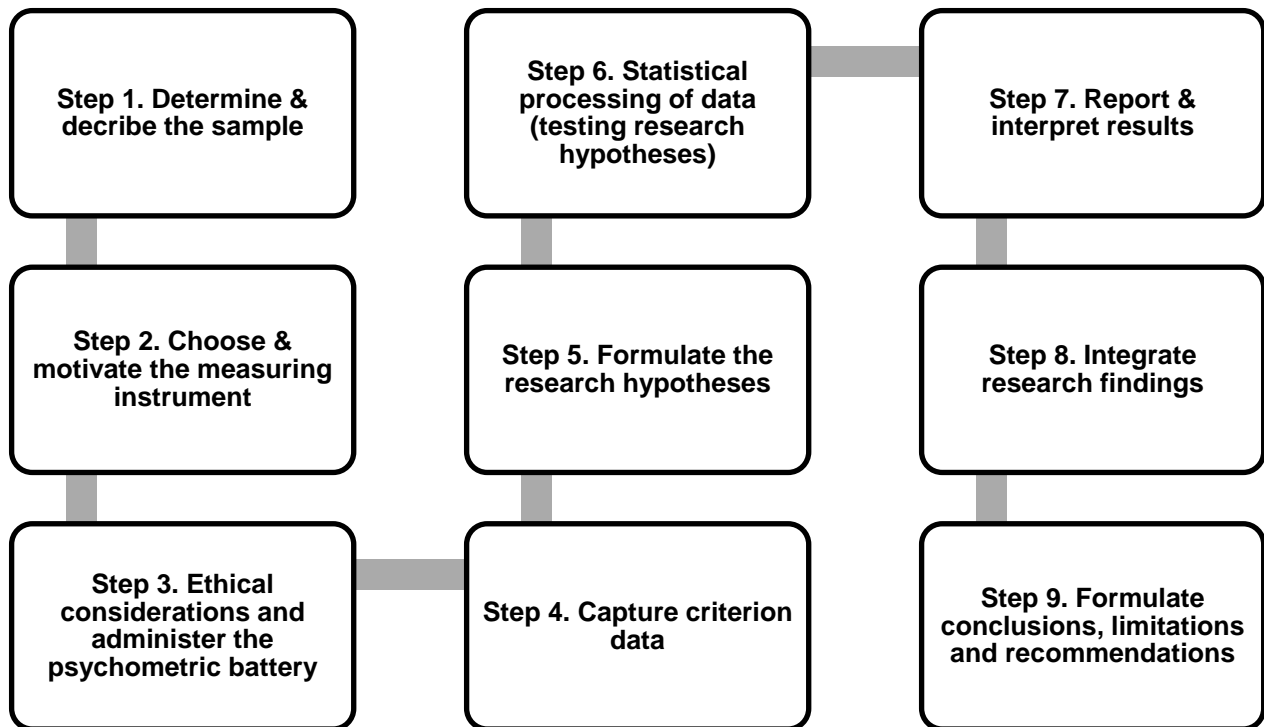 Step 1. Determine &
decribe the sample
Step 2. Choose &
motivate the measuring
instrument
Step 3. Ethical
considerations and
administer the
psychometric battery
Step 4. Capture criterion
data
Step 5. Formulate the
research hypotheses
Step 6. Statistical
processing of data
(testing research
hypotheses)
Step 7. Report &
interpret results
Step 8. Integrate
research findings
Step 9. Formulate
conclusions, limitations
and recommendations